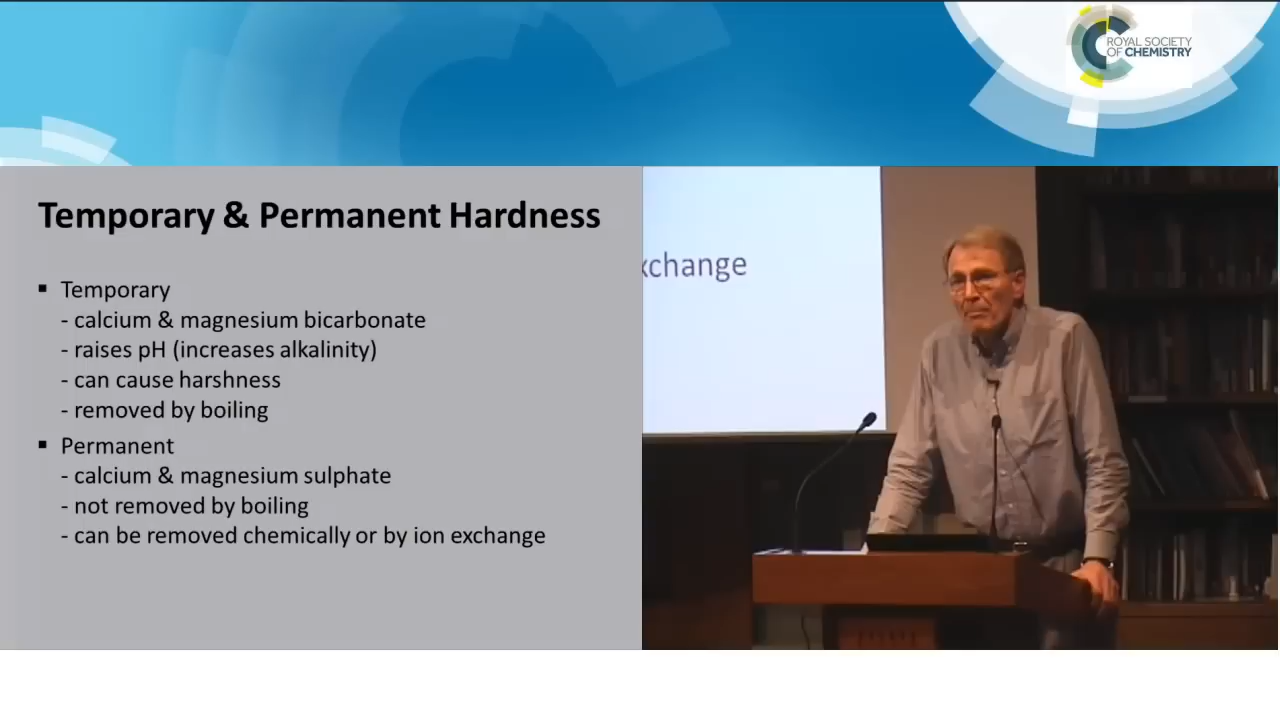 ROYAL SOCIETY
OF CHEMISTRY
Temporary & Permanent Hardness
▪ Temporary
- calcium & magnesium bicarbonate
- raises pH (increases alkalinity)
- can cause harshness
- removed by boiling
▪ Permanent
- calcium & magnesium sulphate
- not removed by boiling
- can be removed chemically or by ion exchange
xchange